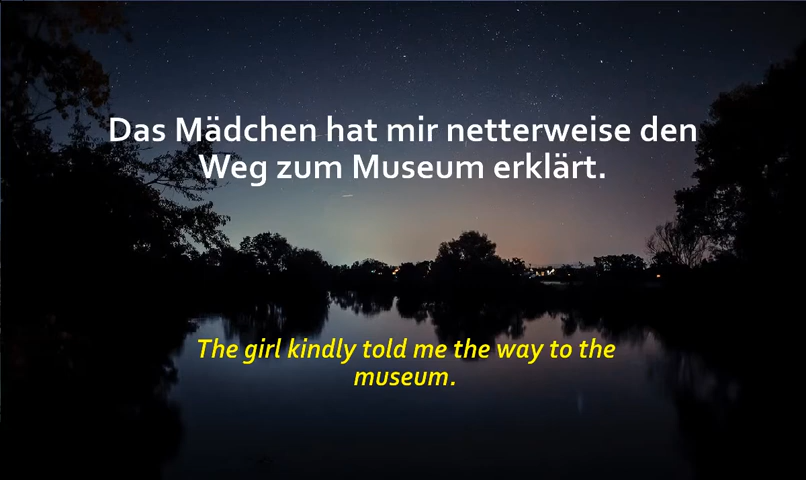 Das Mädchen hat mir netterweise den
Weg zum Museum erklärt.
The girl kindly told me the way to the
museum.